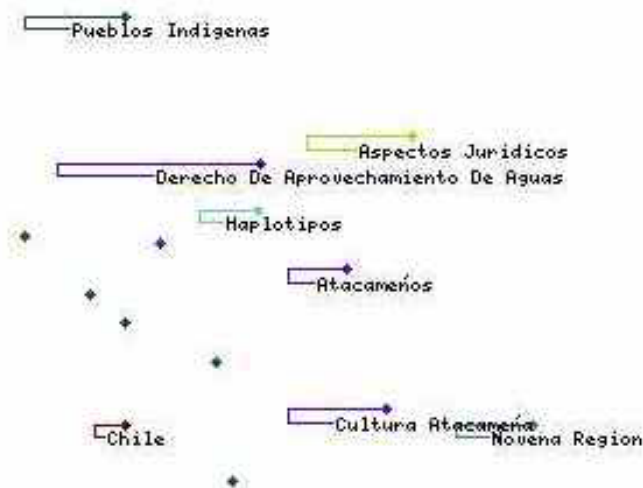 Pueblos Indigenas
Aspectos Juridicos
Derecho De Aprovechamiento De Aguas
Haplotipos
Atacameños
Cultura Atacameña
Chile
Novena Region